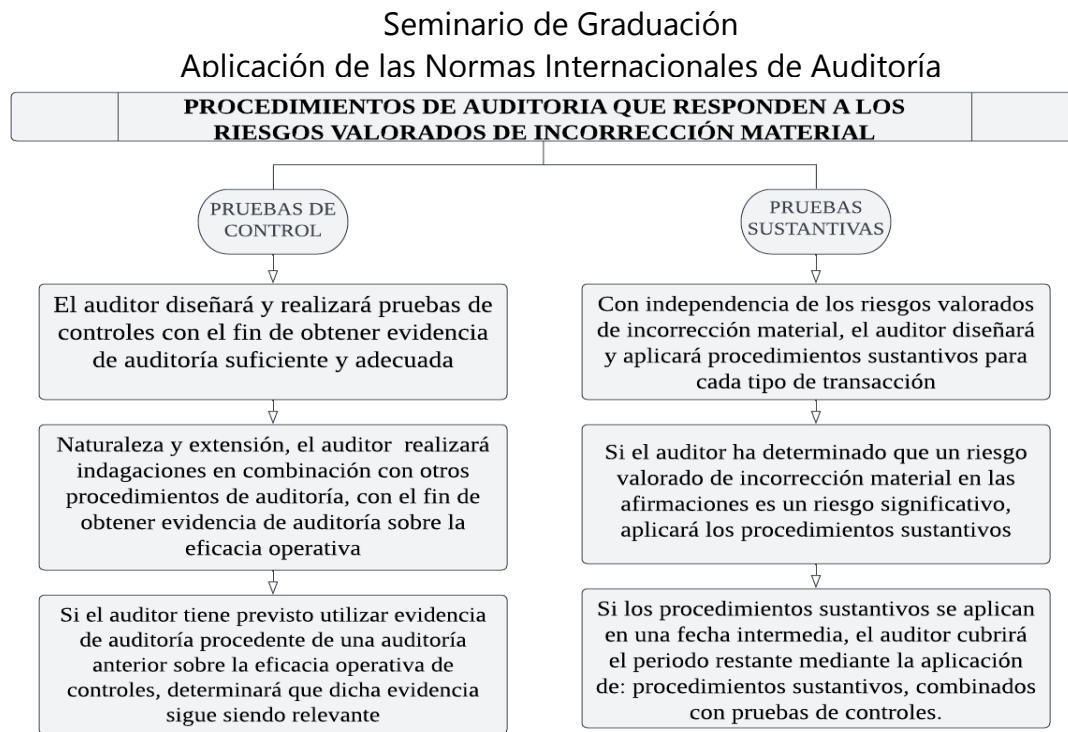 Seminario de Graduación
Aplicación de las Normas Internacionales de Auditoría
PROCEDIMIENTOS DE AUDITORIA QUE RESPONDEN A LOS
RIESGOS VALORADOS DE INCORRECCIÓN MATERIAL
PRUEBAS DE
CONTROL
El auditor diseñará y realizará pruebas de
controles con el fin de obtener evidencia
de auditoría suficiente y adecuada
Naturaleza y extensión, el auditor realizará
indagaciones en combinación con otros
procedimientos de auditoría, con el fin de
obtener evidencia de auditoría sobre la
eficacia operativa
Si el auditor tiene previsto utilizar evidencia
de auditoría procedente de una auditoría
anterior sobre la eficacia operativa de
controles, determinará que dicha evidencia
sigue siendo relevante
PRUEBAS
SUSTANTIVAS
Con independencia de los riesgos valorados
de incorrección material, el auditor diseñará
y aplicará procedimientos sustantivos para
cada tipo de transacción
Si el auditor ha determinado que un riesgo
valorado de incorrección material en las
afirmaciones es un riesgo significativo,
aplicará los procedimientos sustantivos
Si los procedimientos sustantivos se aplican
en una fecha intermedia, el auditor cubrirá
el periodo restante mediante la aplicación
de: procedimientos sustantivos, combinados
con pruebas de controles.